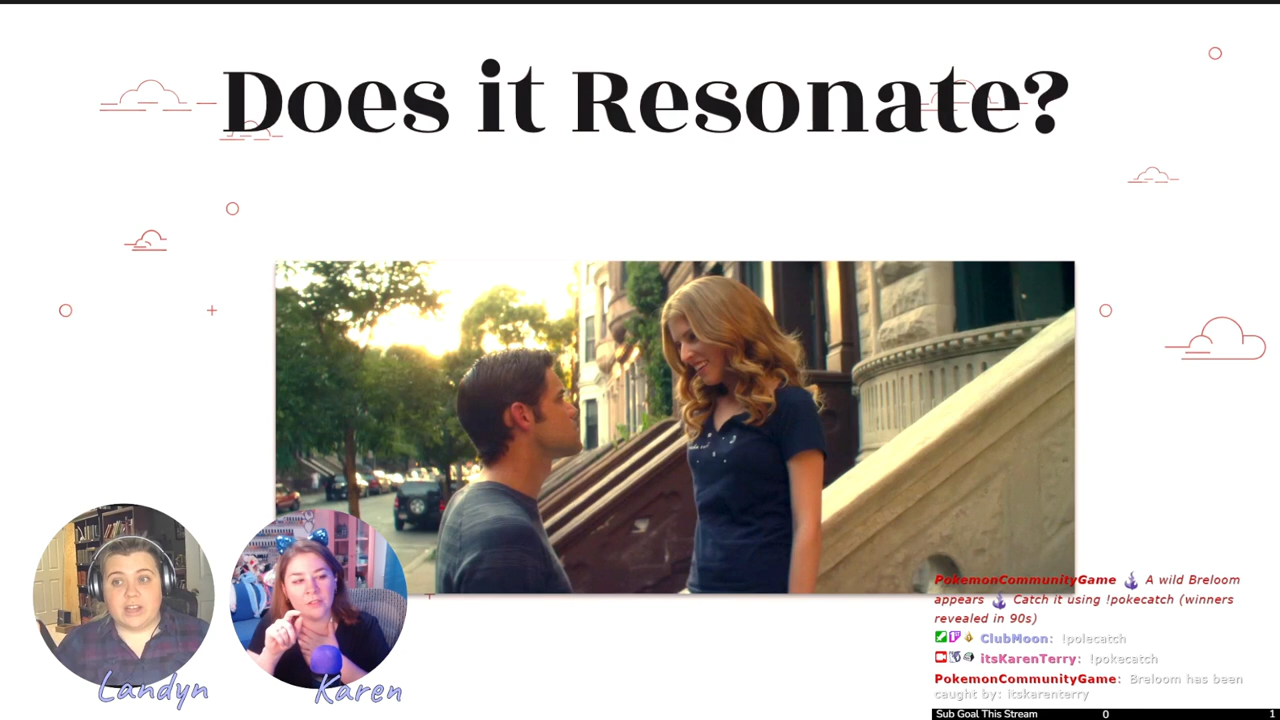 Does it Resonate?
PokemonCommunityGame A wild Breloom
appears Catch it using !pokecatch (winners
revealed in 90s)
ClubMoon: !polecatch
itsKarenTerry: !pokecatch
PokemonCommunityGame: Breloom has been
caught by: itskarenterry
Landyn
Karen
Sub Goal This Stream 0 1